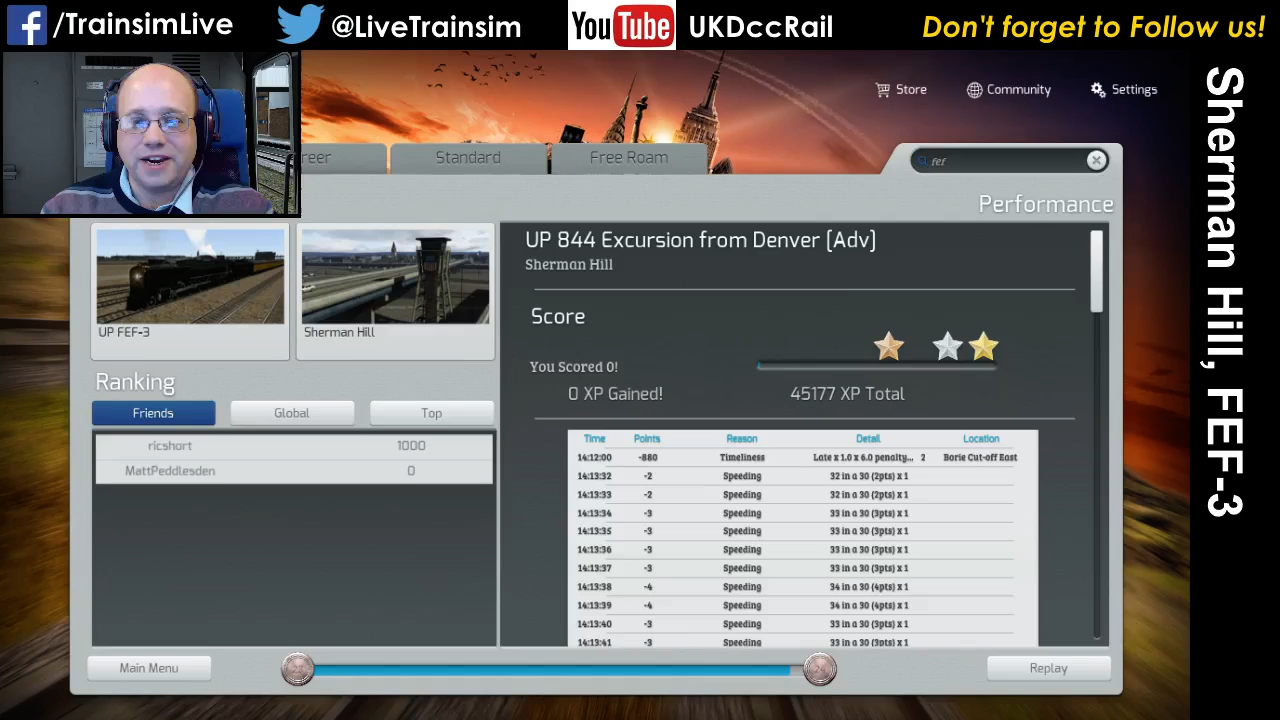 /TrainsimLive
@LiveTrainsim
YouTube
UKDccRail
Don't forget to Follow us!
Store
Community
Settings
reer
Standard
Free Roam
fef
Performance
UP FEF-3
Sherman Hill
Ranking
Friends
Global
Top
ricshort 1000
MattPeddlesden 0
UP 844 Excursion from Denver [Adv]
Sherman Hill
Score
You Scored 0!
0 XP Gained!
45177 XP Total
Time Points Reason Detail Location
14:12:00 -880 Timeliness Late x 1.0 x 6.0 penalty... 2 Borie Cut-off East
14:13:32 -2 Speeding 32 in a 30 (2pts) x 1
14:13:33 -2 Speeding 32 in a 30 (2pts) x 1
14:13:34 -3 Speeding 33 in a 30 (3pts) x 1
14:13:35 -3 Speeding 33 in a 30 (3pts) x 1
14:13:36 -3 Speeding 33 in a 30 (3pts) x 1
14:13:37 -3 Speeding 33 in a 30 (3pts) x 1
14:13:38 -4 Speeding 34 in a 30 (4pts) x 1
14:13:39 -4 Speeding 34 in a 30 (4pts) x 1
14:13:40 -3 Speeding 33 in a 30 (3pts) x 1
14:13:41 -3 Speeding 33 in a 30 (3pts) x 1
Main Menu
Replay
Sherman Hill, FEF-3